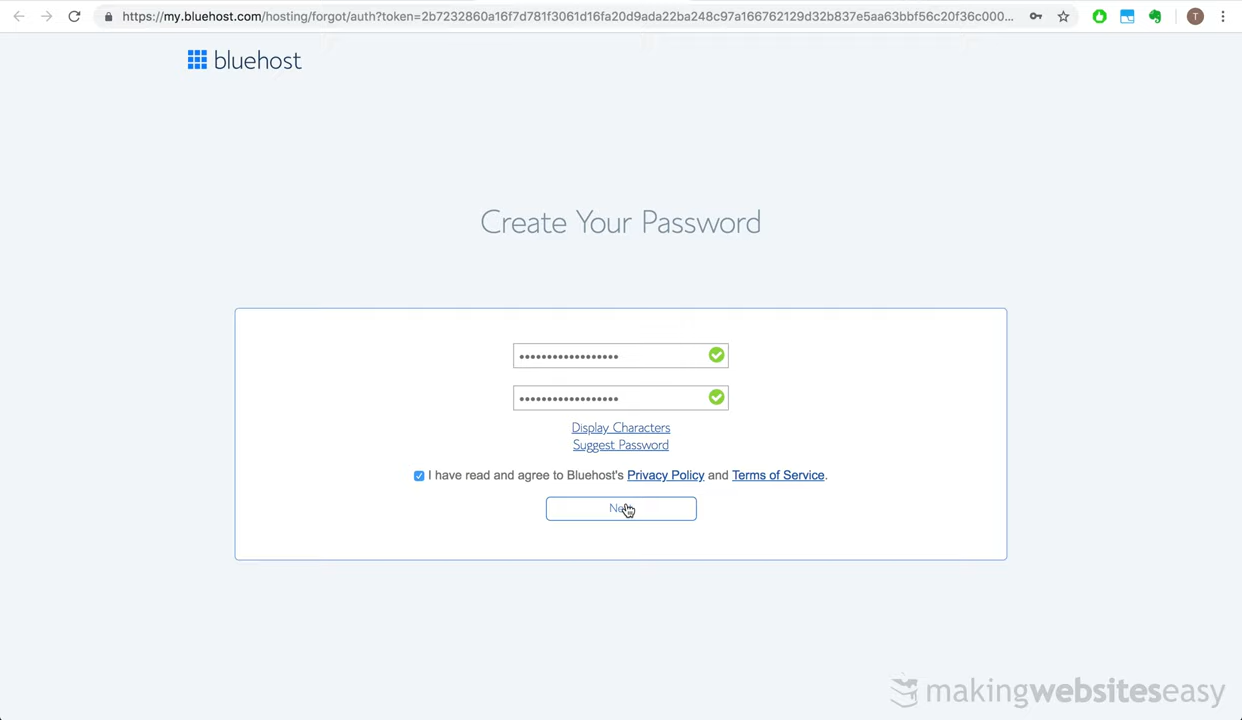 https://my.bluehost.com/hosting/forgot/auth?token=2b7232860a16f7d781f3061d16fa20d9ada22ba248c97a166762129d32b837e5aa63bbf56c20f36c000...
T
bluehost
Create Your Password
••••••••••••••••••
••••••••••••••••••
Display Characters
Suggest Password
I have read and agree to Bluehost's Privacy Policy and Terms of Service.
makingwebsiteseasy